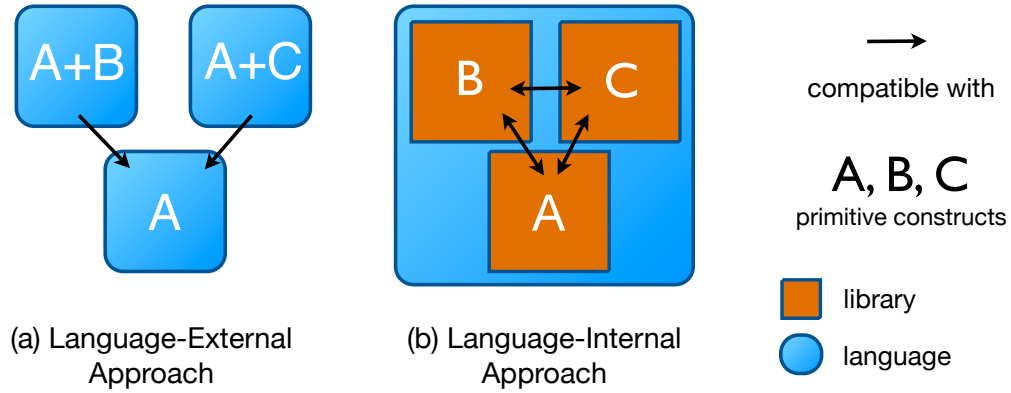 A+B
A+C
A
(a) Language-External
Approach
B
C
A
(b) Language-Internal
Approach
compatible with
A, B, C
primitive constructs
library
language